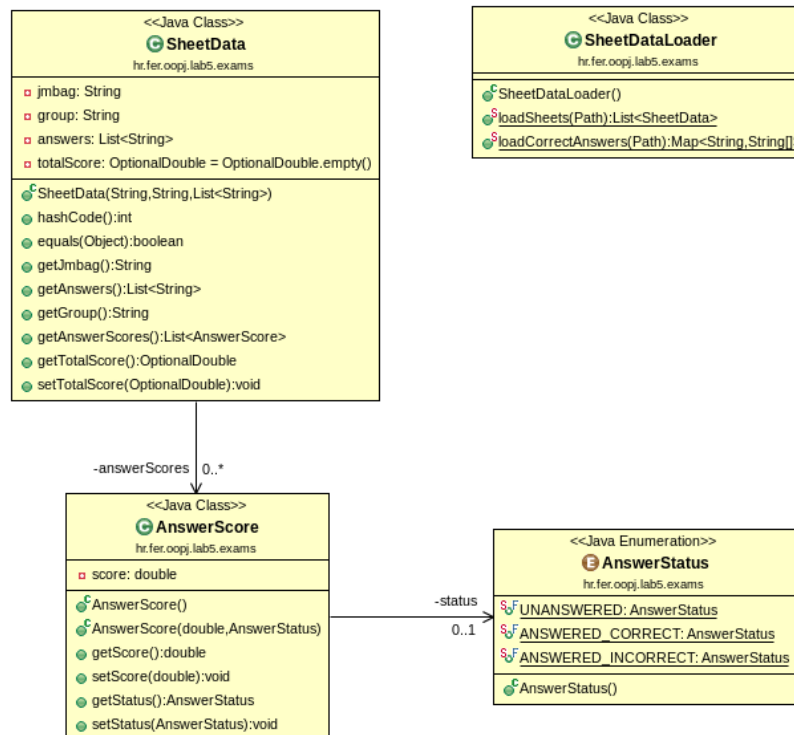 <<Java Class>>
SheetData
hr.fer.oopj.lab5.exams
jmbag: String
group: String
answers: List<String>
totalScore: OptionalDouble = OptionalDouble.empty()
SheetData(String,String,List<String>)
hashCode():int
equals(Object):boolean
getJmbag():String
getAnswers():List<String>
getGroup():String
getAnswerScores():List<AnswerScore>
getTotalScore():OptionalDouble
setTotalScore(OptionalDouble):void
<<Java Class>>
SheetDataLoader
hr.fer.oopj.lab5.exams
SheetDataLoader()
loadSheets(Path):List<SheetData>
loadCorrectAnswers(Path):Map<String,String[]
-answerScores 0..*
<<Java Class>>
AnswerScore
hr.fer.oopj.lab5.exams
score: double
AnswerScore()
AnswerScore(double,AnswerStatus)
getScore():double
setScore(double):void
getStatus():AnswerStatus
setStatus(AnswerStatus):void
-status
0..1
<<Java Enumeration>>
AnswerStatus
hr.fer.oopj.lab5.exams
UNANSWERED: AnswerStatus
ANSWERED_CORRECT: AnswerStatus
ANSWERED_INCORRECT: AnswerStatus
AnswerStatus()